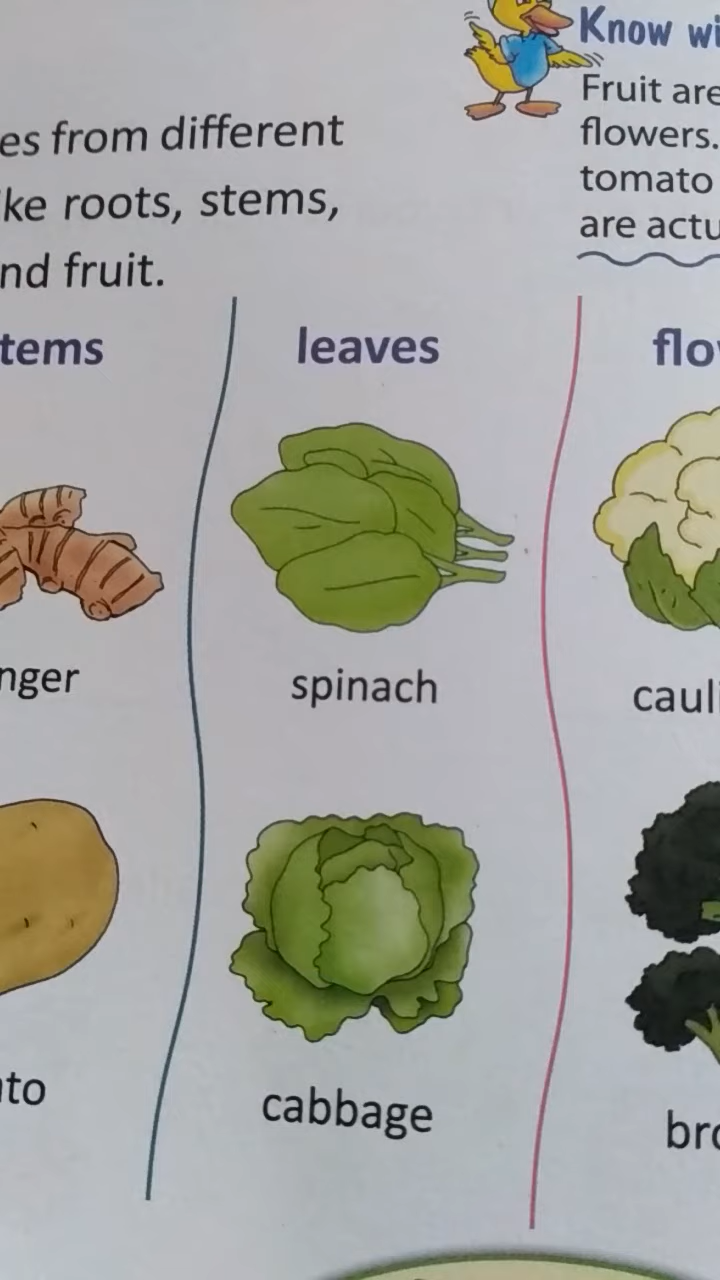 Know wi
Fruit are
flowers.
tomato
are actu
es from different
ke roots, stems,
nd fruit.
tems
leaves
flo
nger
spinach
cauli
to
cabbage
bro